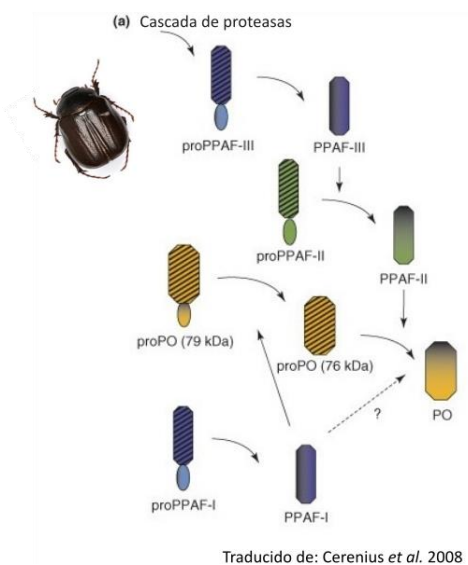 (a) Cascada de proteasas
proPPAF-III
PPAF-III
proPPAF-II
PPAF-II
proPO (79 kDa)
proPO (76 kDa)
?
PO
proPPAF-I
PPAF-I
Traducido de: Cerenius et al. 2008